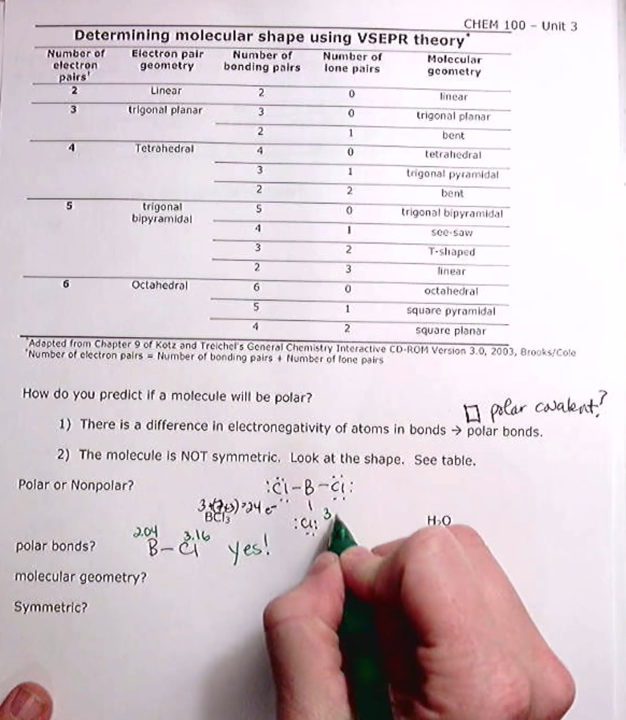 CHEM 100 – Unit 3
Determining molecular shape using VSEPR theory*
Number of electron pairs† Electron pair geometry Number of bonding pairs Number of lone pairs Molecular geometry
2 Linear 2 0 linear
3 trigonal planar 3 0 trigonal planar
2 1 bent
4 Tetrahedral 4 0 tetrahedral
3 1 trigonal pyramidal
2 2 bent
5 trigonal bipyramidal 5 0 trigonal bipyramidal
4 1 see-saw
3 2 T-shaped
2 3 linear
6 Octahedral 6 0 octahedral
5 1 square pyramidal
4 2 square planar
*Adapted from Chapter 9 of Kotz and Treichel's General Chemistry Interactive CD-ROM Version 3.0, 2003, Brooks/Cole
†Number of electron pairs = Number of bonding pairs + Number of lone pairs
How do you predict if a molecule will be polar?
polar covalent?
1) There is a difference in electronegativity of atoms in bonds → polar bonds.
2) The molecule is NOT symmetric. Look at the shape. See table.
Polar or Nonpolar? :Cl–B–Cl:
=24 e⁻
BCl₃ :Cl: 3
H₂O
2.04 3.16
polar bonds? B–Cl yes!
molecular geometry?
Symmetric?